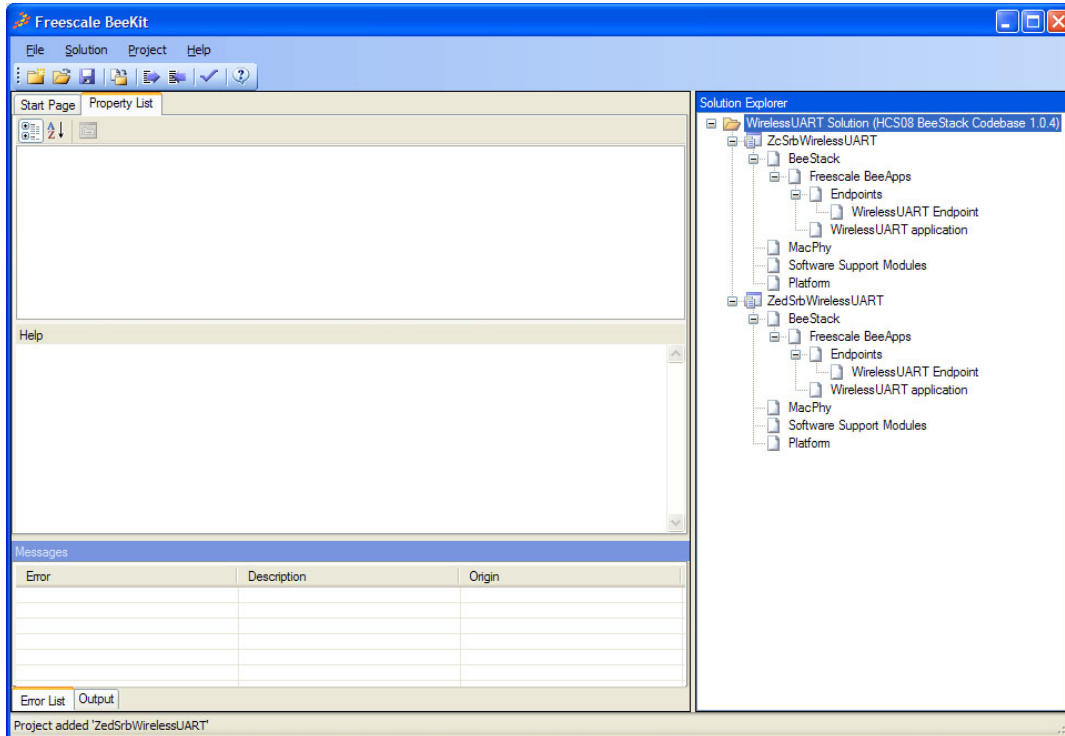 Freescale BeeKit
File Solution Project Help
Start Page Property List
Help
Messages
Error Description Origin
Error List Output
Project added 'ZedSrbWirelessUART'
Solution Explorer
WirelessUART Solution (HCS08 BeeStack Codebase 1.0.4)
ZcSrbWirelessUART
BeeStack
Freescale BeeApps
Endpoints
WirelessUART Endpoint
WirelessUART application
MacPhy
Software Support Modules
Platform
ZedSrbWirelessUART
BeeStack
Freescale BeeApps
Endpoints
WirelessUART Endpoint
WirelessUART application
MacPhy
Software Support Modules
Platform